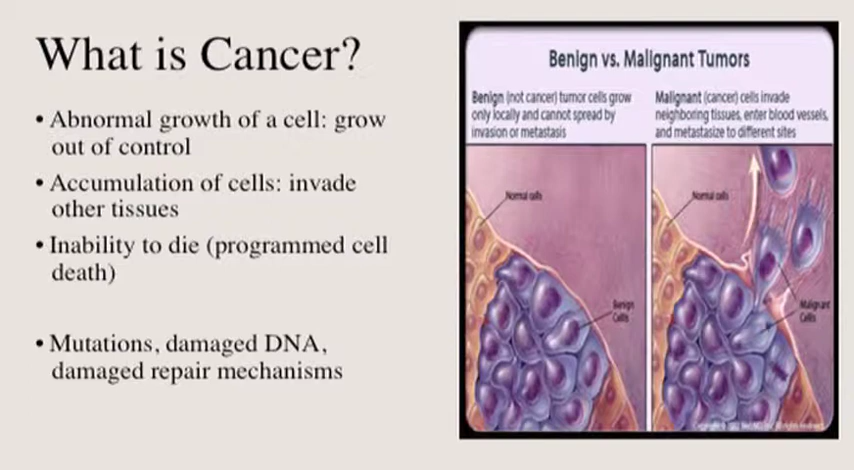 What is Cancer?
• Abnormal growth of a cell: grow
out of control
• Accumulation of cells: invade
other tissues
• Inability to die (programmed cell
death)
• Mutations, damaged DNA,
damaged repair mechanisms
Benign vs. Malignant Tumors
Benign (not cancer) tumor cells grow
only locally and cannot spread by
invasion or metastasis
Malignant (cancer) cells invade
neighboring tissues, enter blood vessels,
and metastasize to different sites
Normal cells
Benign
Cells
Normal cells
Malignant
Cells